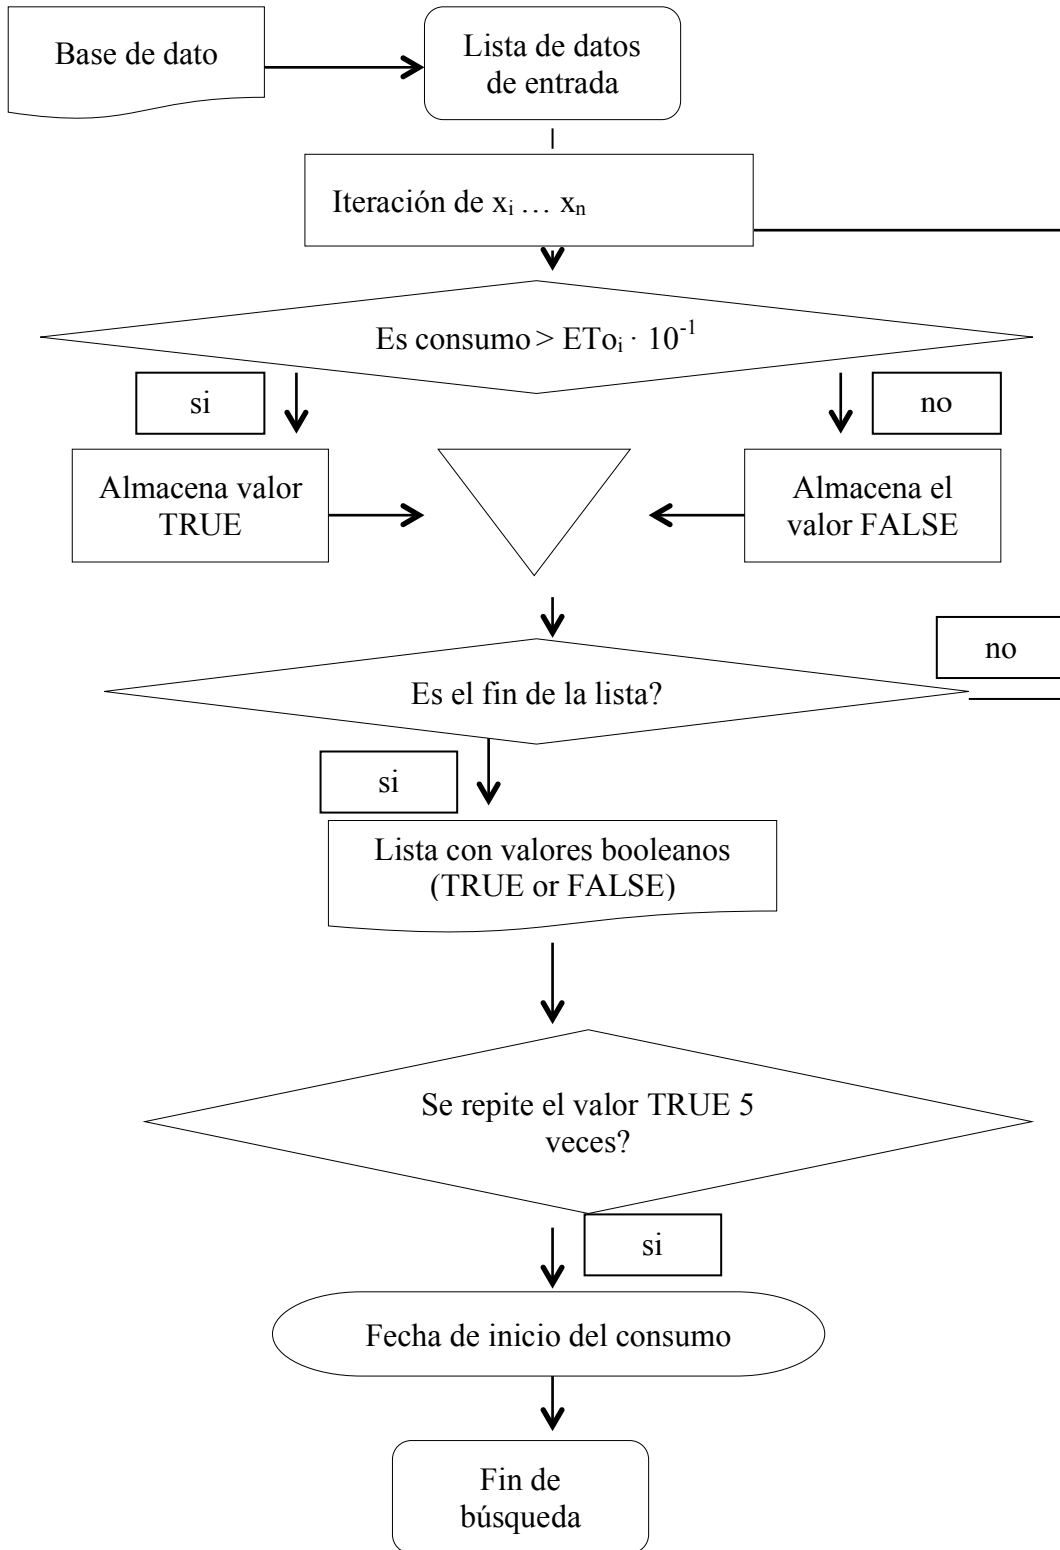 Base de dato
Lista de datos
de entrada
Iteración de xᵢ … xₙ
Es consumo > EToᵢ · 10⁻¹
si
no
Almacena valor
TRUE
Almacena el
valor FALSE
no
Es el fin de la lista?
si
Lista con valores booleanos
(TRUE or FALSE)
Se repite el valor TRUE 5
veces?
si
Fecha de inicio del consumo
Fin de
búsqueda